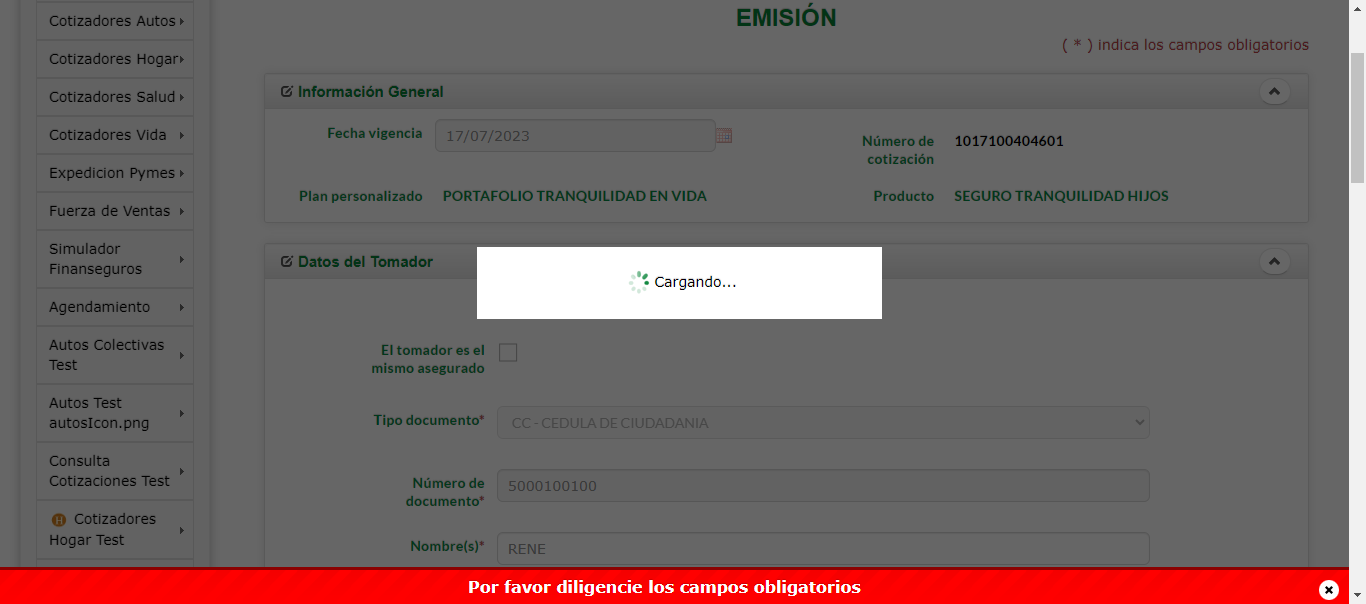 Cotizadores Autos
Cotizadores Hogar
Cotizadores Salud
Cotizadores Vida
Expedicion Pymes
Fuerza de Ventas
Simulador
Finanseguros
Agendamiento
Autos Colectivas
Test
Autos Test
autosIcon.png
Consulta
Cotizaciones Test
H Cotizadores
Hogar Test
EMISIÓN
( * ) indica los campos obligatorios
Información General
Fecha vigencia 17/07/2023
Número de
cotización
1017100404601
Plan personalizado PORTAFOLIO TRANQUILIDAD EN VIDA
Producto SEGURO TRANQUILIDAD HIJOS
Datos del Tomador
Cargando...
El tomador es el
mismo asegurado
Tipo documento* CC - CEDULA DE CIUDADANIA
Número de
documento*
5000100100
Nombre(s)* RENE
Por favor diligencie los campos obligatorios